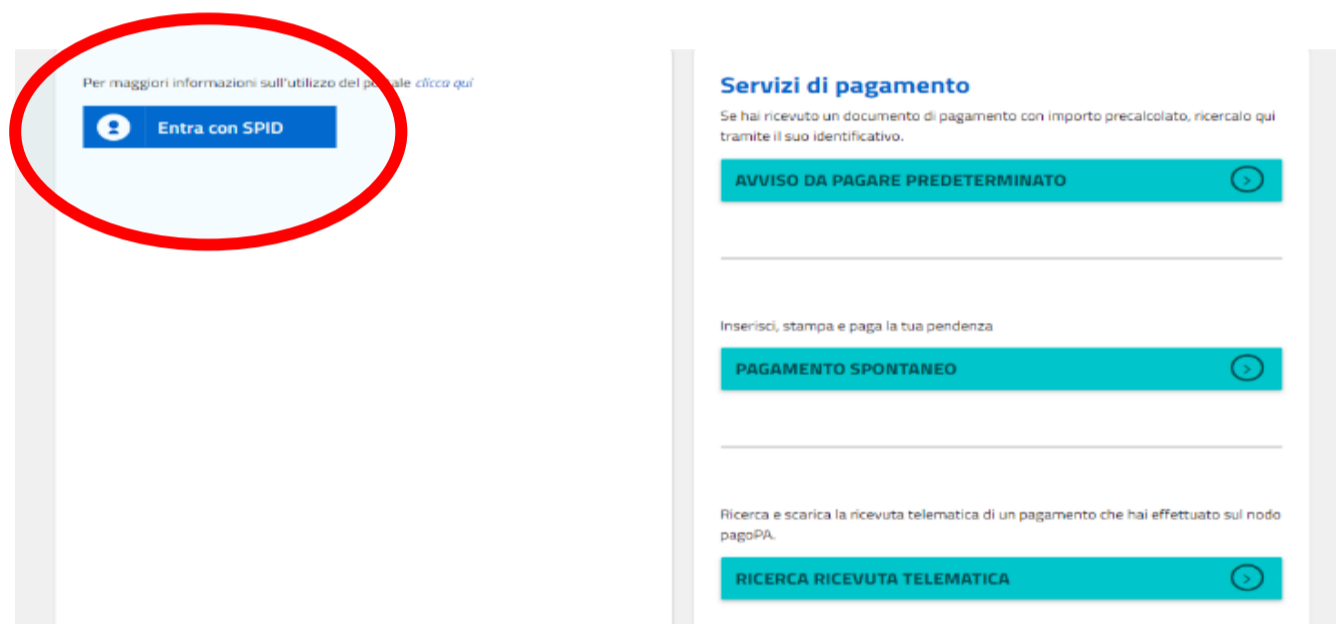 Per maggiori informazioni sull'utilizzo del portale clicca qui
Entra con SPID
Servizi di pagamento
Se hai ricevuto un documento di pagamento con importo precalcolato, ricercalo qui
tramite il suo identificativo.
AVVISO DA PAGARE PREDETERMINATO
Inserisci, stampa e paga la tua pendenza
PAGAMENTO SPONTANEO
Ricerca e scarica la ricevuta telematica di un pagamento che hai effettuato sul nodo
pagoPA.
RICERCA RICEVUTA TELEMATICA